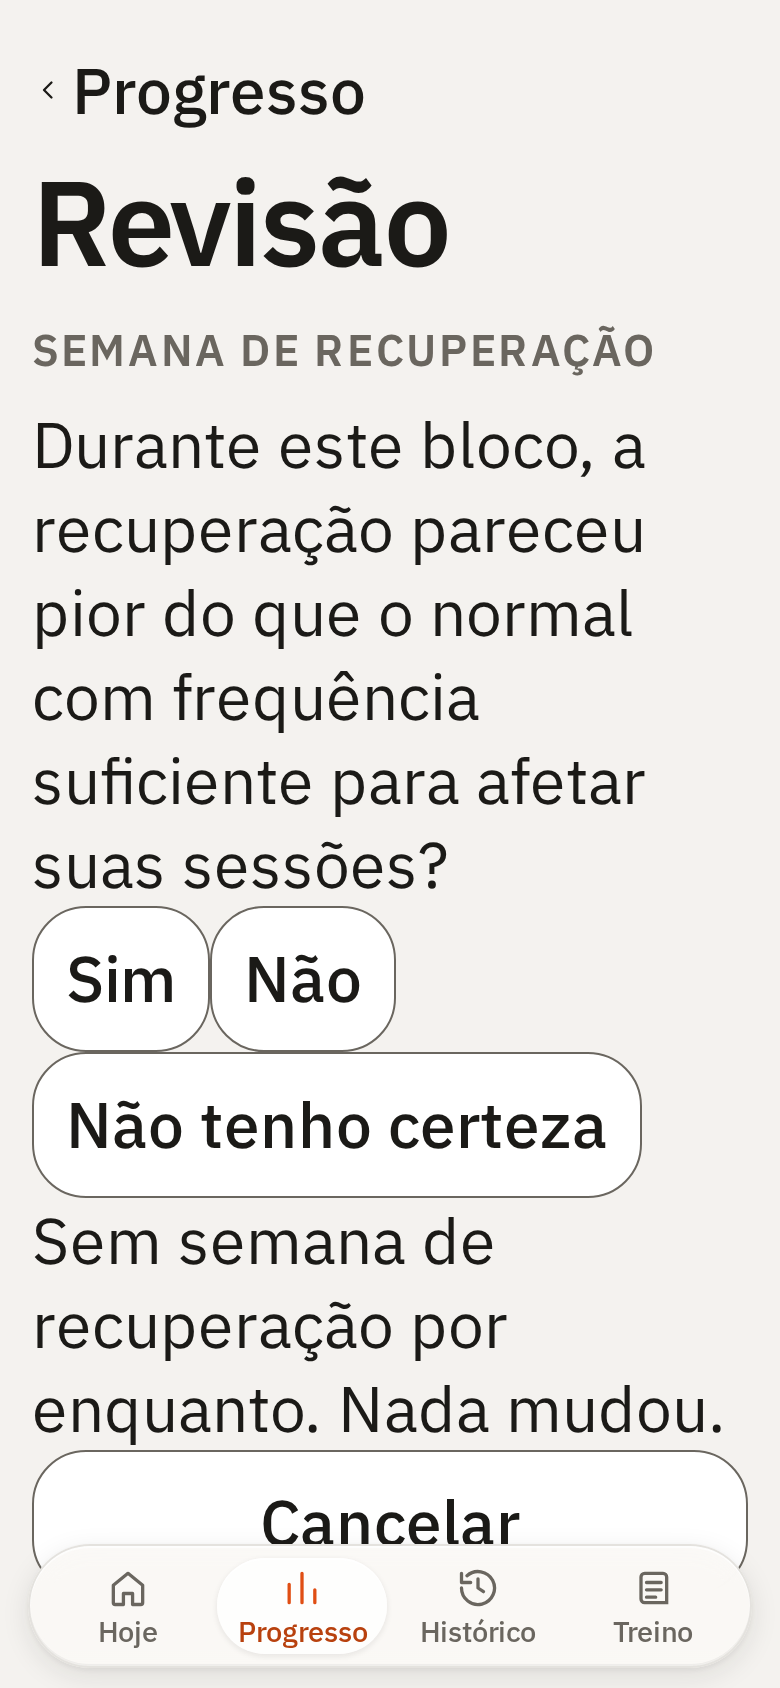 Progresso
Revisão
SEMANA DE RECUPERAÇÃO
Durante este bloco, a
recuperação pareceu
pior do que o normal
com frequência
suficiente para afetar
suas sessões?
Sim
Não
Não tenho certeza
Sem semana de
recuperação por
enquanto. Nada mudou.
Cancelar
Hoje
Progresso
Histórico
Treino